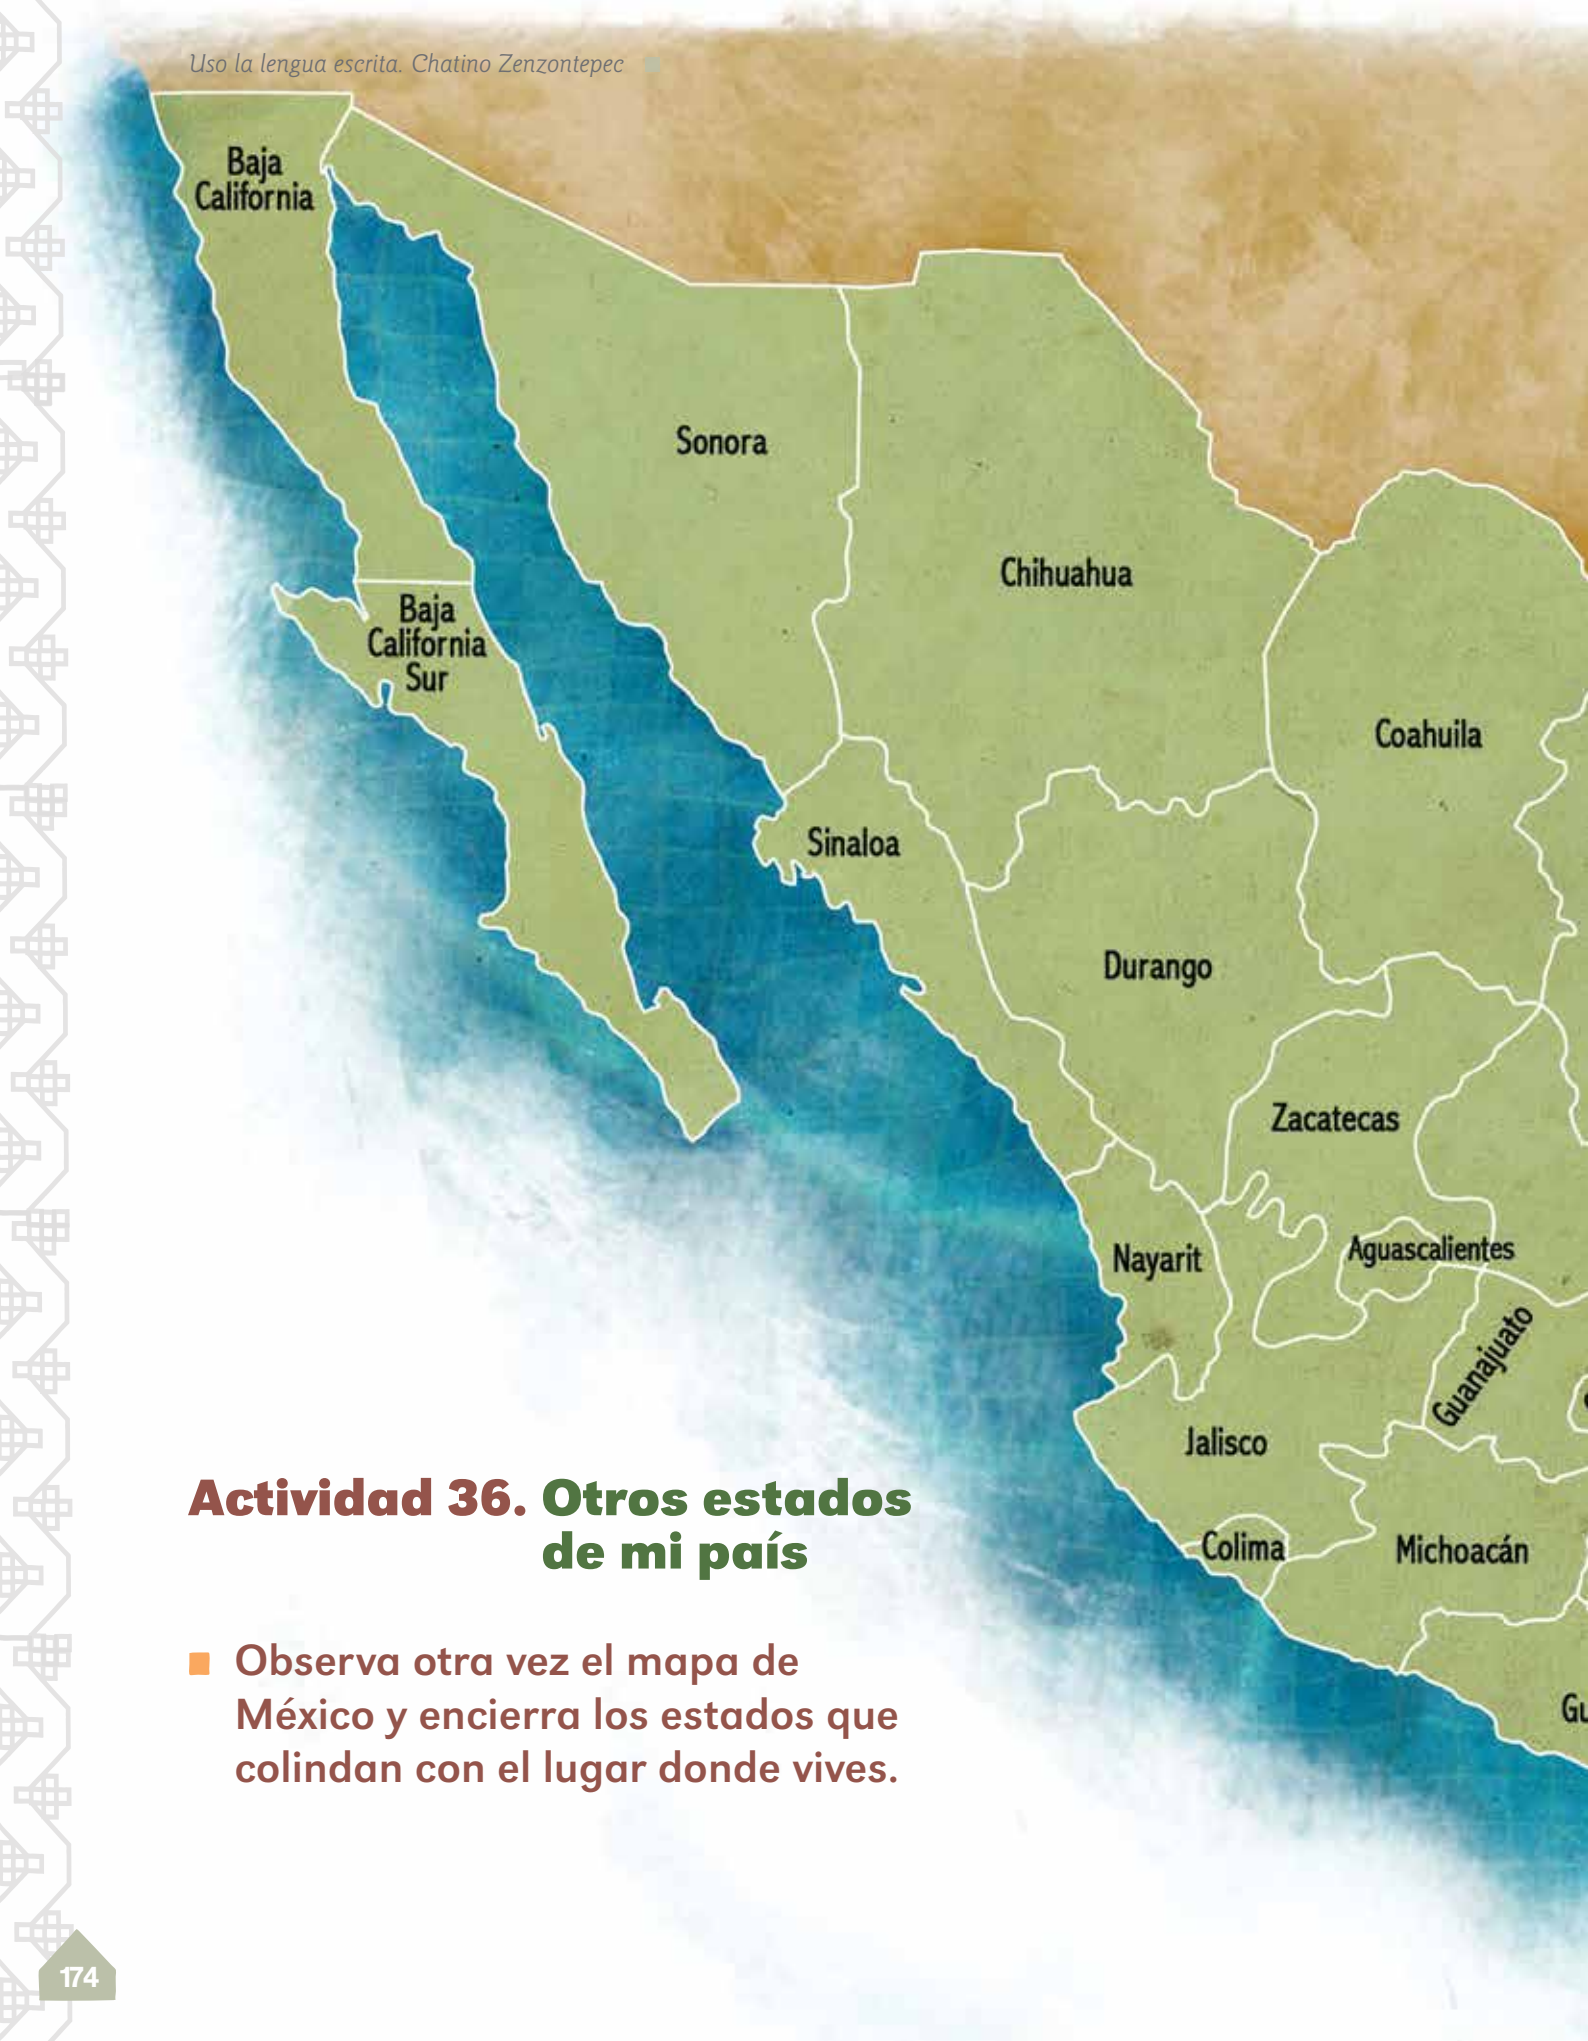 Uso la lengua escrita. Chatino Zenzontepec
Baja
California
Sonora
Chihuahua
Baja
California
Sur
Coahuila
Sinaloa
Durango
Zacatecas
Nayarit
Aguascalientes
Guanajuato
Jalisco
Colima
Michoacán
Gu
Actividad 36. Otros estados
de mi país
Observa otra vez el mapa de
México y encierra los estados que
colindan con el lugar donde vives.
174